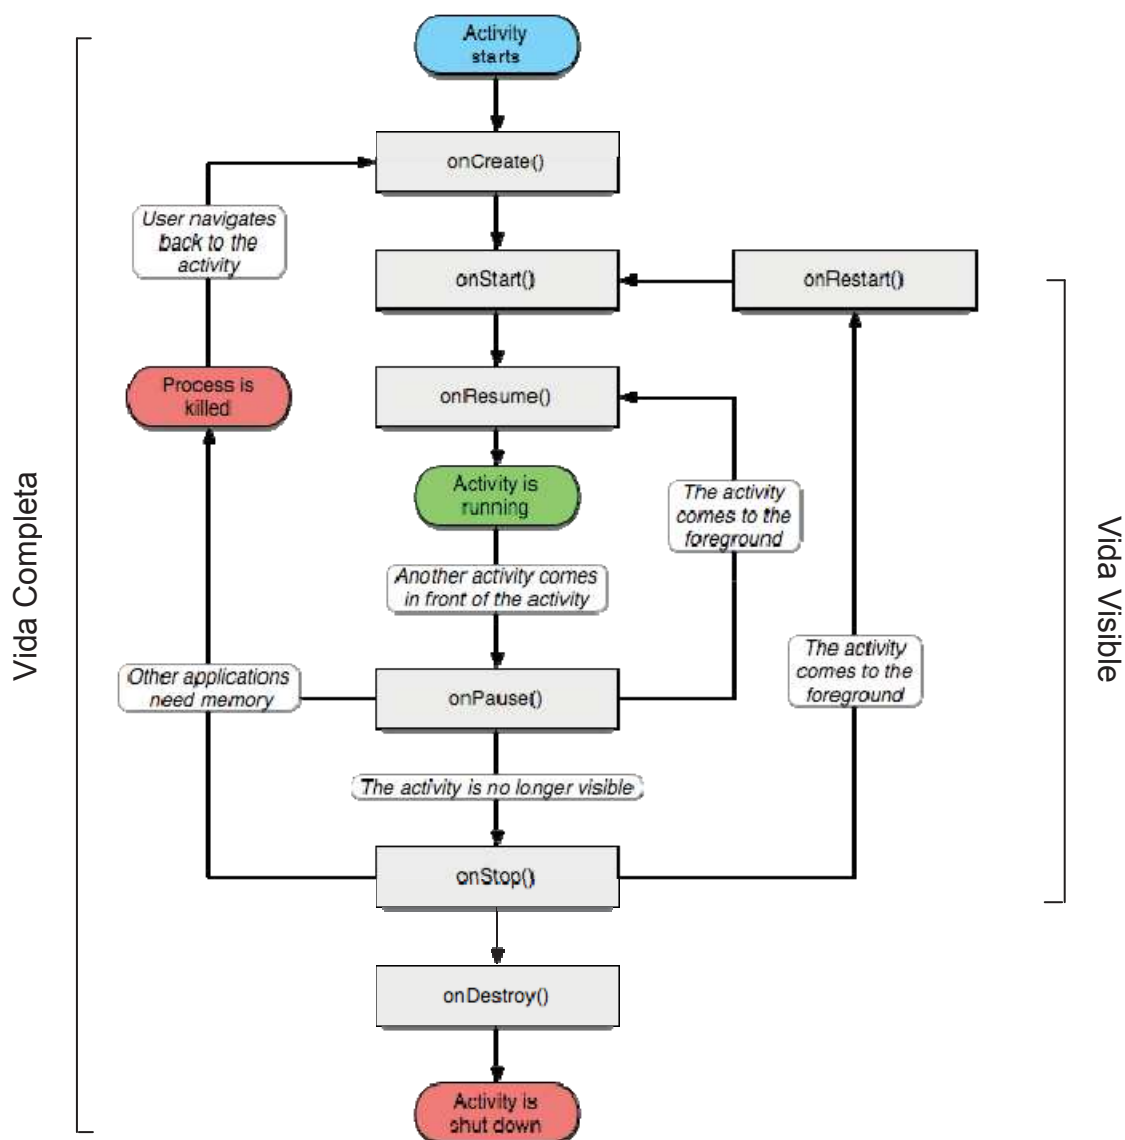 Activity
starts
onCreate()
User navigates
back to the
activity
onStart()
onRestart()
Process is
killed
onResume()
Activity is
running
The activity
comes to the
foreground
Another activity comes
in front of the activity
Other applications
need memory
onPause()
The activity
comes to the
foreground
The activity is no longer visible
onStop()
onDestroy()
Activity is
shut down
Vida Completa
Vida Visible